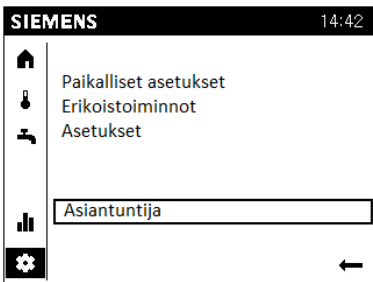 SIEMENS 14:42
Paikalliset asetukset
Erikoistoiminnot
Asetukset
Asiantuntija